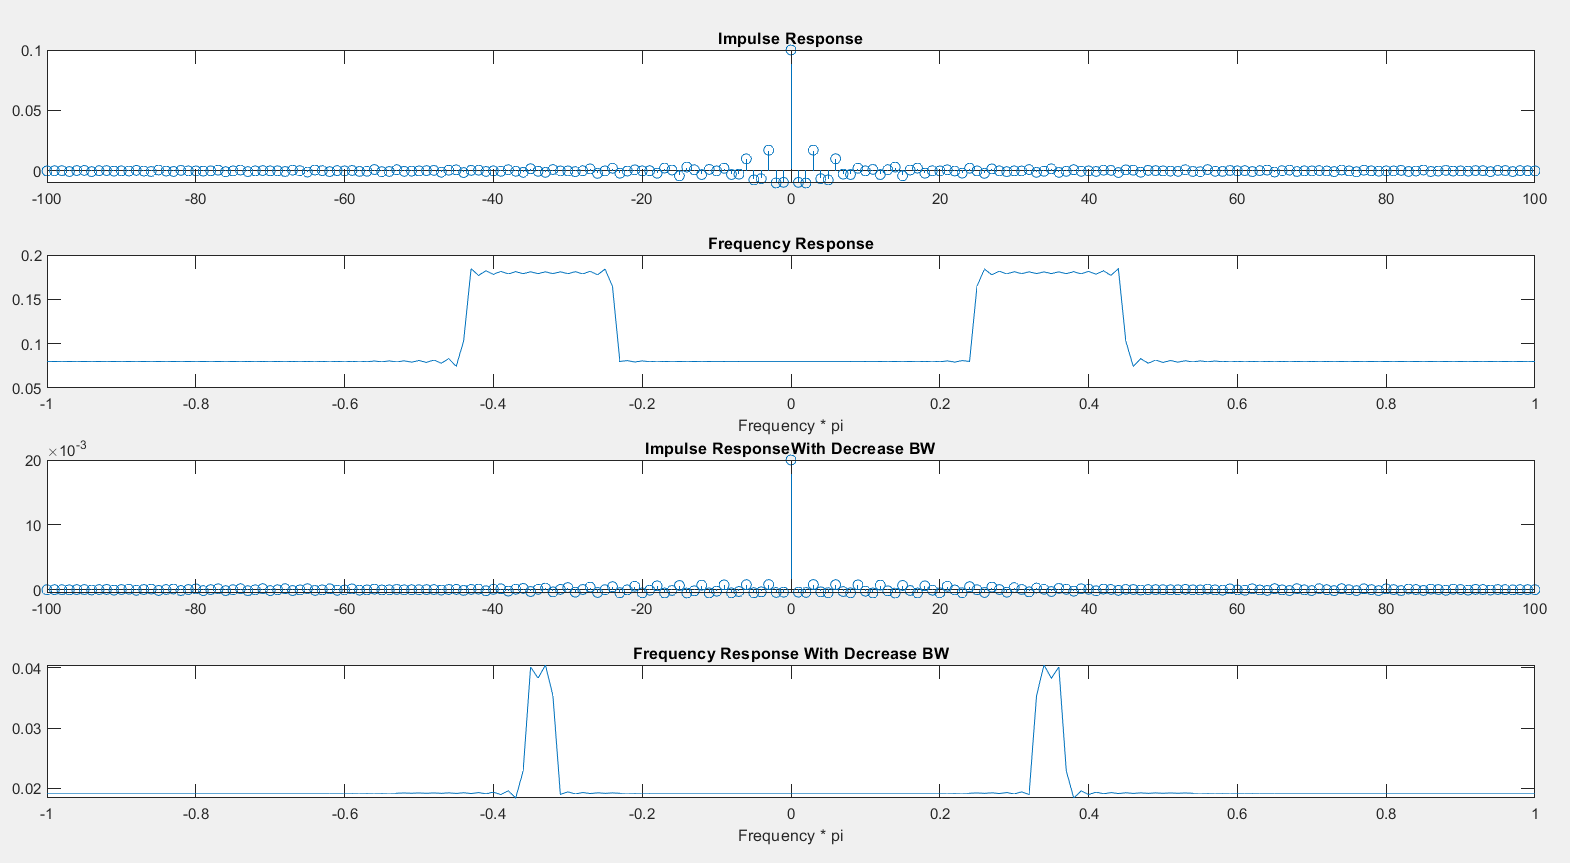 Impulse Response
0.1
0.05
0
-100 -80 -60 -40 -20 0 20 40 60 80 100
Frequency Response
0.2
0.15
0.1
0.05
-1 -0.8 -0.6 -0.4 -0.2 0 0.2 0.4 0.6 0.8 1
Frequency * pi
Impulse ResponseWith Decrease BW
×10-3
20
10
0
-100 -80 -60 -40 -20 0 20 40 60 80 100
Frequency Response With Decrease BW
0.04
0.03
0.02
-1 -0.8 -0.6 -0.4 -0.2 0 0.2 0.4 0.6 0.8 1
Frequency * pi